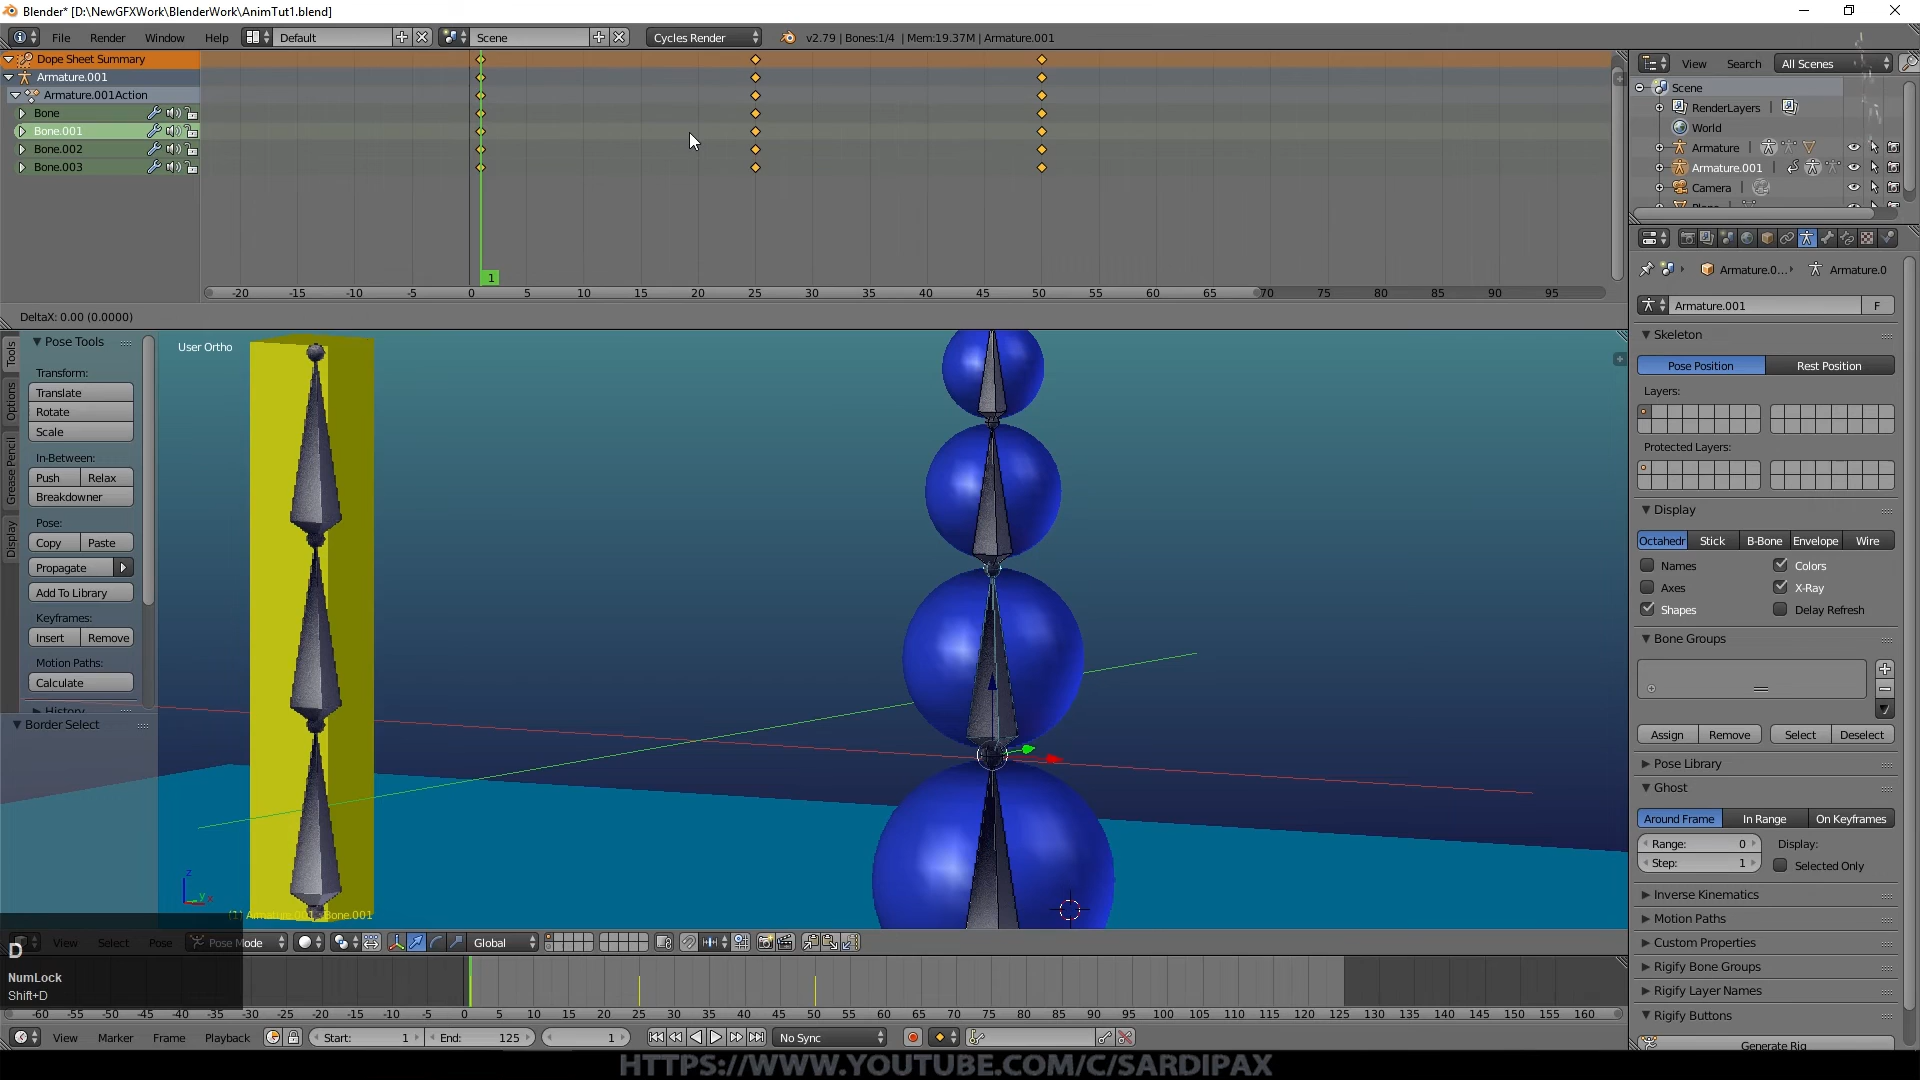 Blender* [D:\NewGFXWork\BlenderWork\AnimTut1.blend]
File Render Window Help Default Scene Cycles Render v2.79 | Bones:1/4 | Mem:19.37M | Armature.001
Dope Sheet Summary
Armature.001
Armature.001Action
Bone
Bone.001
Bone.002
Bone.003
1
-20 -15 -10 -5 0 5 10 15 20 25 30 35 40 45 50 55 60 65 70 75 80 85 90 95
DeltaX: 0.00 (0.0000)
View Search All Scenes
Scene
RenderLayers
World
Armature
Armature.001
Camera
Armature.0... Armature.0
Armature.001 F
Skeleton
Pose Position Rest Position
Layers:
Protected Layers:
Display
Octahedr Stick B-Bone Envelope Wire
Names Colors
Axes X-Ray
Shapes Delay Refresh
Bone Groups
Assign Remove Select Deselect
Pose Library
Ghost
Around Frame In Range On Keyframes
Range: 0 Display:
Step: 1 Selected Only
Inverse Kinematics
Motion Paths
Custom Properties
Rigify Bone Groups
Rigify Layer Names
Rigify Buttons
Generate Rig
Tools
Options
Grease Pencil
Display
Pose Tools
Transform:
Translate
Rotate
Scale
In-Between:
Push Relax
Breakdowner
Pose:
Copy Paste
Propagate
Add To Library
Keyframes:
Insert Remove
Motion Paths:
Calculate
History
Border Select
User Ortho
z
y x
(1) Armature.001 : Bone.001
View Select Pose Pose Mode Global
D
NumLock
Shift+D
-60 -55 -50 -45 -40 -35 -30 -25 -20 -15 -10 -5 0 5 10 15 20 25 30 35 40 45 50 55 60 65 70 75 80 85 90 95 100 105 110 115 120 125 130 135 140 145 150 155 160
View Marker Frame Playback Start: 1 End: 125 1 No Sync
HTTPS://WWW.YOUTUBE.COM/C/SARDIPAX